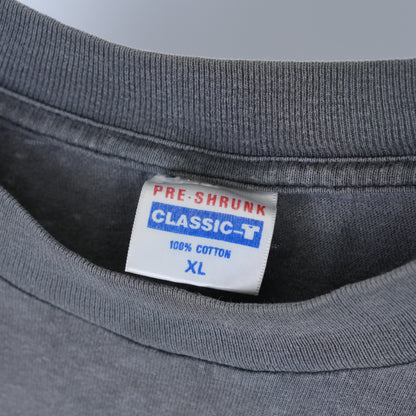 PRE-SHRUNK
CLASSIC-T
100% COTTON
XL